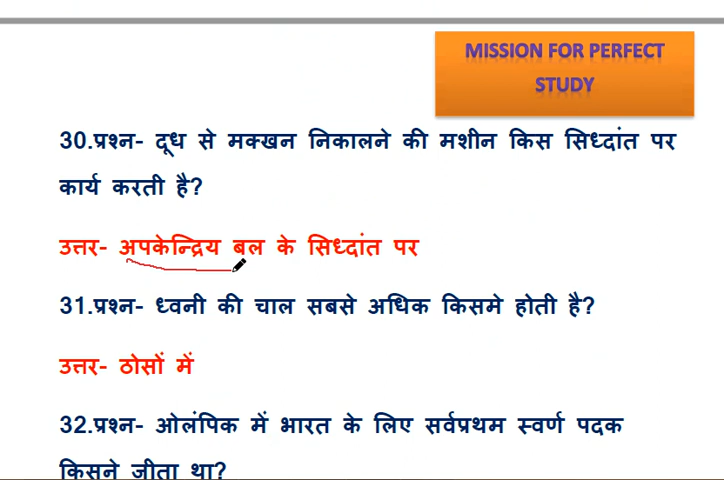 MISSION FOR PERFECT
STUDY
30.प्रश्न- दूध से मक्खन निकालने की मशीन किस सिध्दांत पर
कार्य करती है?
उत्तर- अपकेन्द्रिय बल के सिध्दांत पर
31.प्रश्न- ध्वनी की चाल सबसे अधिक किसमे होती है?
उत्तर- ठोसों में
32.प्रश्न- ओलंपिक में भारत के लिए सर्वप्रथम स्वर्ण पदक
किसने जीता था?